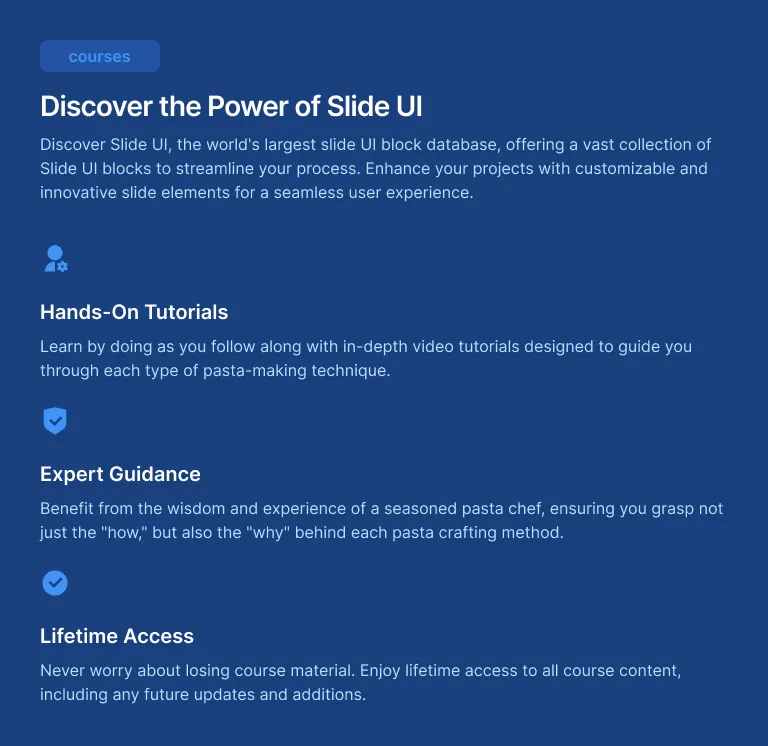 courses
Discover the Power of Slide UI
Discover Slide UI, the world's largest slide UI block database, offering a vast collection of
Slide UI blocks to streamline your process. Enhance your projects with customizable and
innovative slide elements for a seamless user experience.
Hands-On Tutorials
Learn by doing as you follow along with in-depth video tutorials designed to guide you
through each type of pasta-making technique.
Expert Guidance
Benefit from the wisdom and experience of a seasoned pasta chef, ensuring you grasp not
just the "how," but also the "why" behind each pasta crafting method.
Lifetime Access
Never worry about losing course material. Enjoy lifetime access to all course content,
including any future updates and additions.